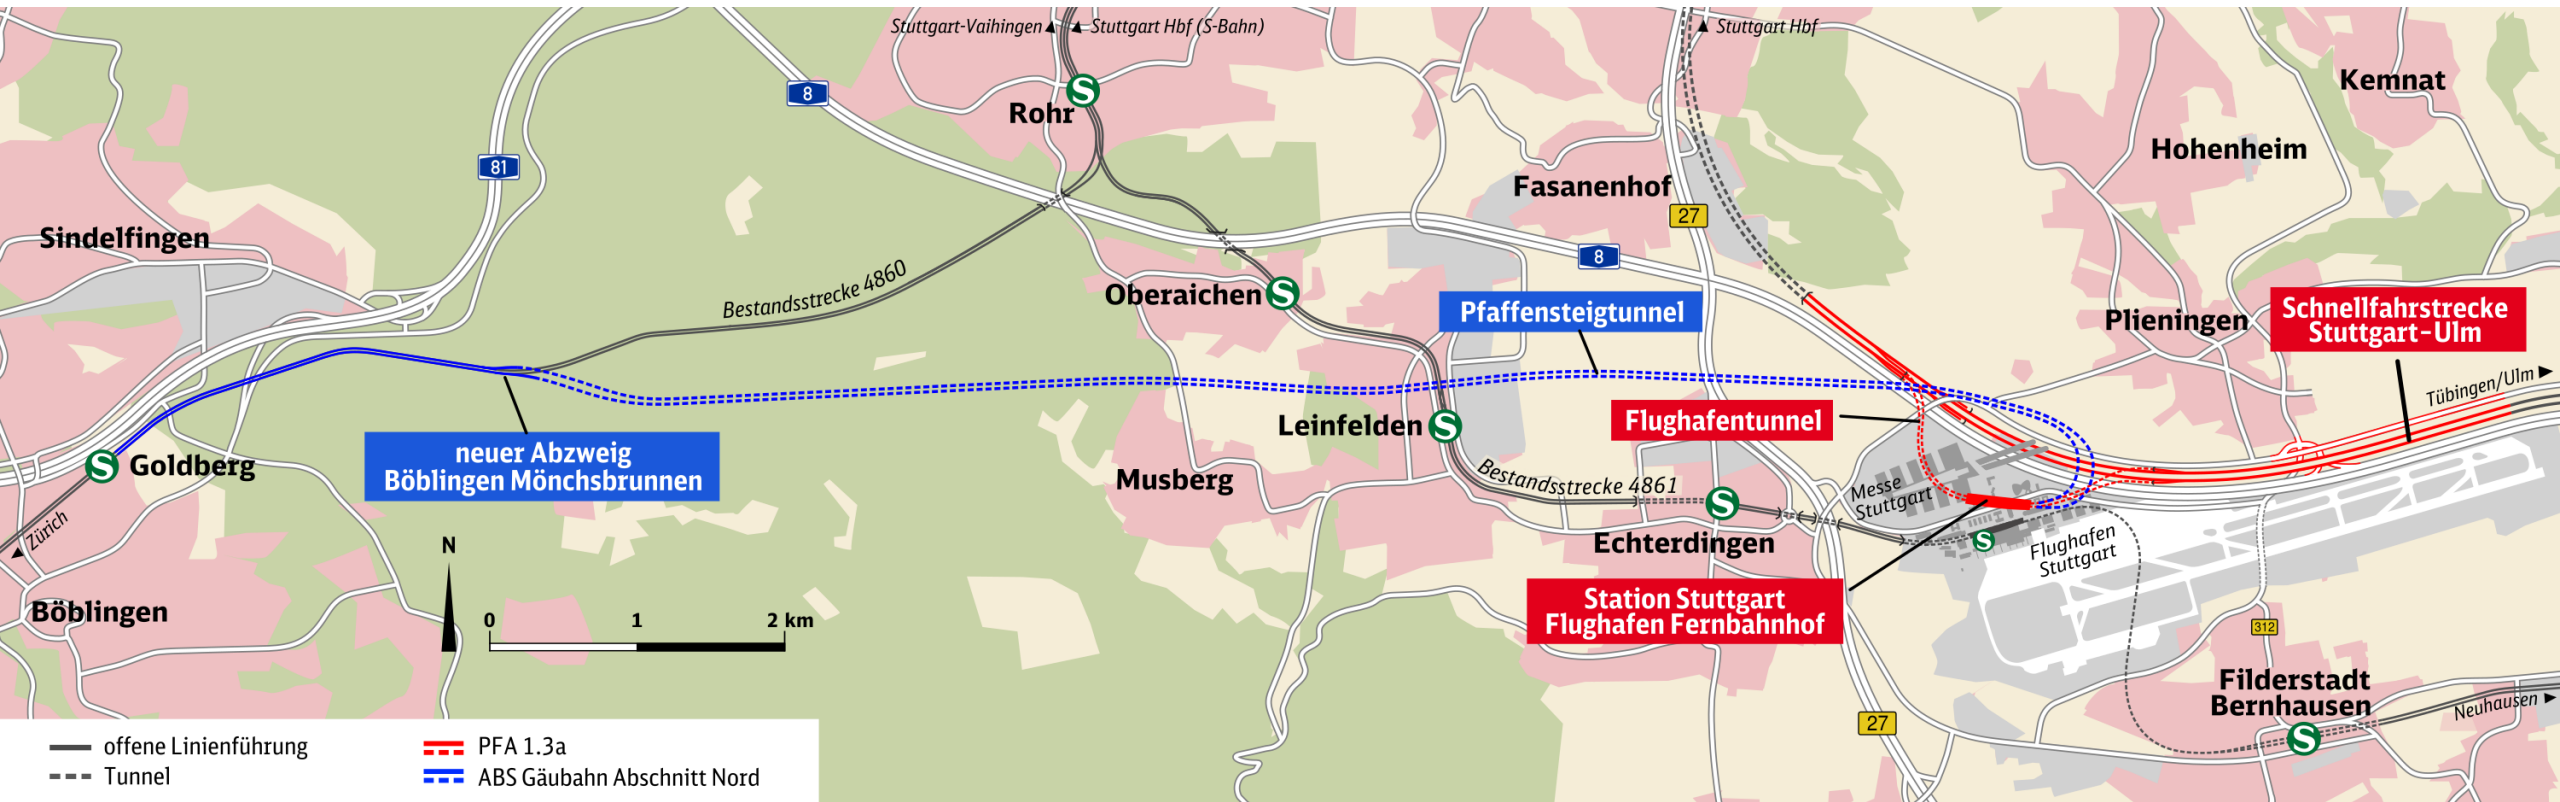 Stuttgart-Vaihingen ▲
▲ Stuttgart Hbf (S-Bahn)
▲ Stuttgart Hbf
Kemnat
8
S
Rohr
Hohenheim
81
Fasanenhof
27
Sindelfingen
8
Bestandsstrecke 4860
Oberaichen S
Pfaffensteigtunnel
Plieningen
Schnellfahrstrecke
Stuttgart-Ulm
Tübingen/Ulm ►
Flughafentunnel
Leinfelden S
neuer Abzweig
Böblingen Mönchsbrunnen
S Goldberg
Musberg
Bestandsstrecke 4861
Messe
Stuttgart
S
Echterdingen
S
Flughafen
Stuttgart
◄ Zürich
N
Station Stuttgart
Flughafen Fernbahnhof
Böblingen
0 1 2 km
312
Filderstadt
Bernhausen
Neuhausen ►
27
S
offene Linienführung
Tunnel
PFA 1.3a
ABS Gäubahn Abschnitt Nord